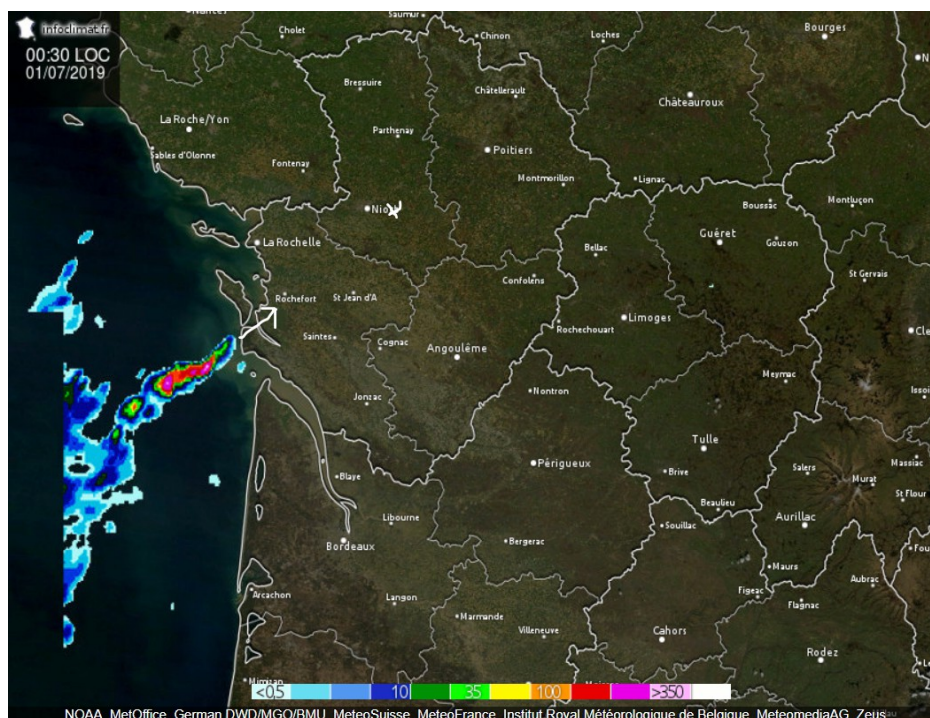 Nantes
Saumur
infoclimat.fr
Cholet
Chinon
Loches
Bourges
00:30 LOC
01/07/2019
Bressuire
Châtellerault
Châteauroux
La Roche/Yon
Parthenay
Sables d'Olonne
Poitiers
Fontenay
Montmorillon
Lignac
Boussac
Montluçon
Niort
La Rochelle
Bellac
Guéret
Gouzon
Rochefort
St Jean d'A
Confolens
St Gervais
Saintes
Cognac
Angoulême
Rochechouart
Limoges
Cle
Jonzac
Nontron
Meymac
Issoi
Tulle
Blaye
Périgueux
Brive
Salers
Massiac
Murat
St Flour
Libourne
Beaulieu
Bordeaux
Bergerac
Souillac
Aurillac
Maurs
Fou
Arcachon
Langon
Figeac
Aubrac
Marmande
Flagnac
Villeneuve
Cahors
Rodez
Mimizan
<0.5 10 35 100 >350
NOAA, MetOffice, German DWD/MGO/BMU, MeteoSuisse, MeteoFrance, Institut Royal Météorologique de Belgique, MeteomediaAG, Zeus